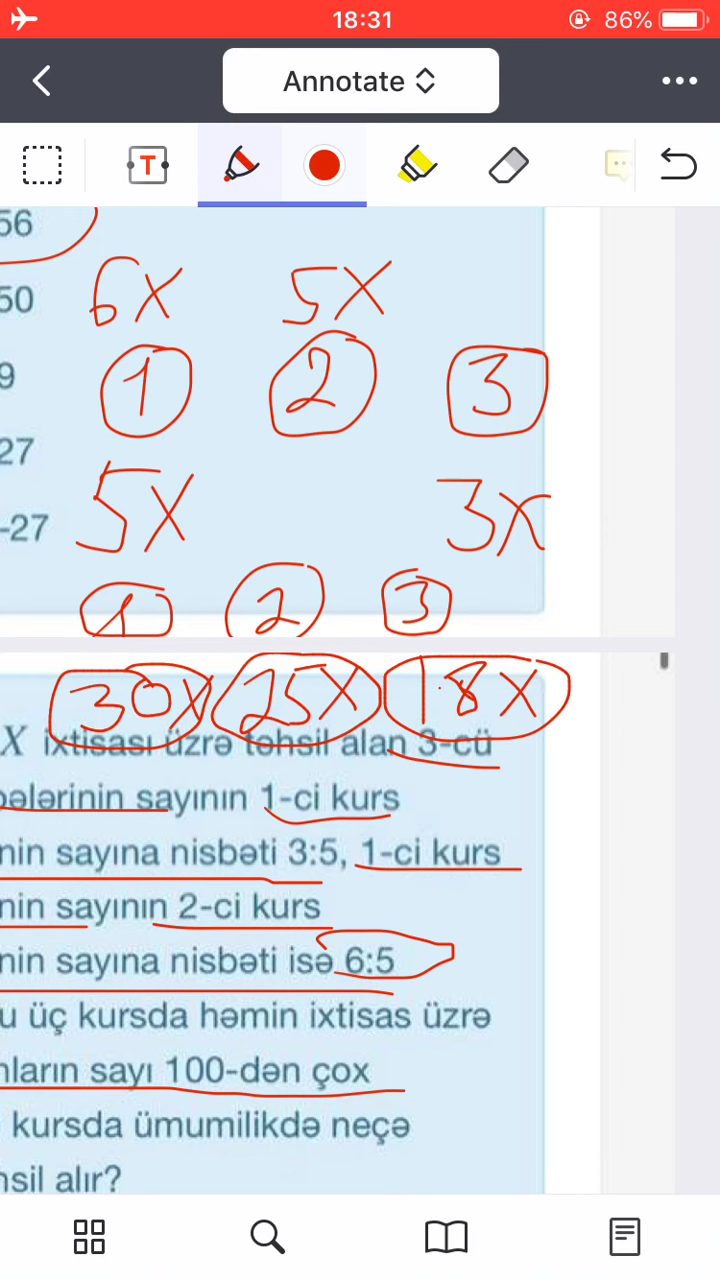 18:31
86%
Annotate
T
56
50
9
27
-27
6X 5X
1 2 3
5X 3X
1 2 3
30X 25X 18X
X ixtisası üzrə təhsil alan 3-cü
sayının 1-ci kurs
nin sayına nisbəti 3:5, 1-ci kurs
nin sayının 2-ci kurs
nin sayına nisbəti isə 6:5
u üç kursda həmin ixtisas üzrə
nların sayı 100-dən çox
kursda ümumilikdə neçə
hsil alır?